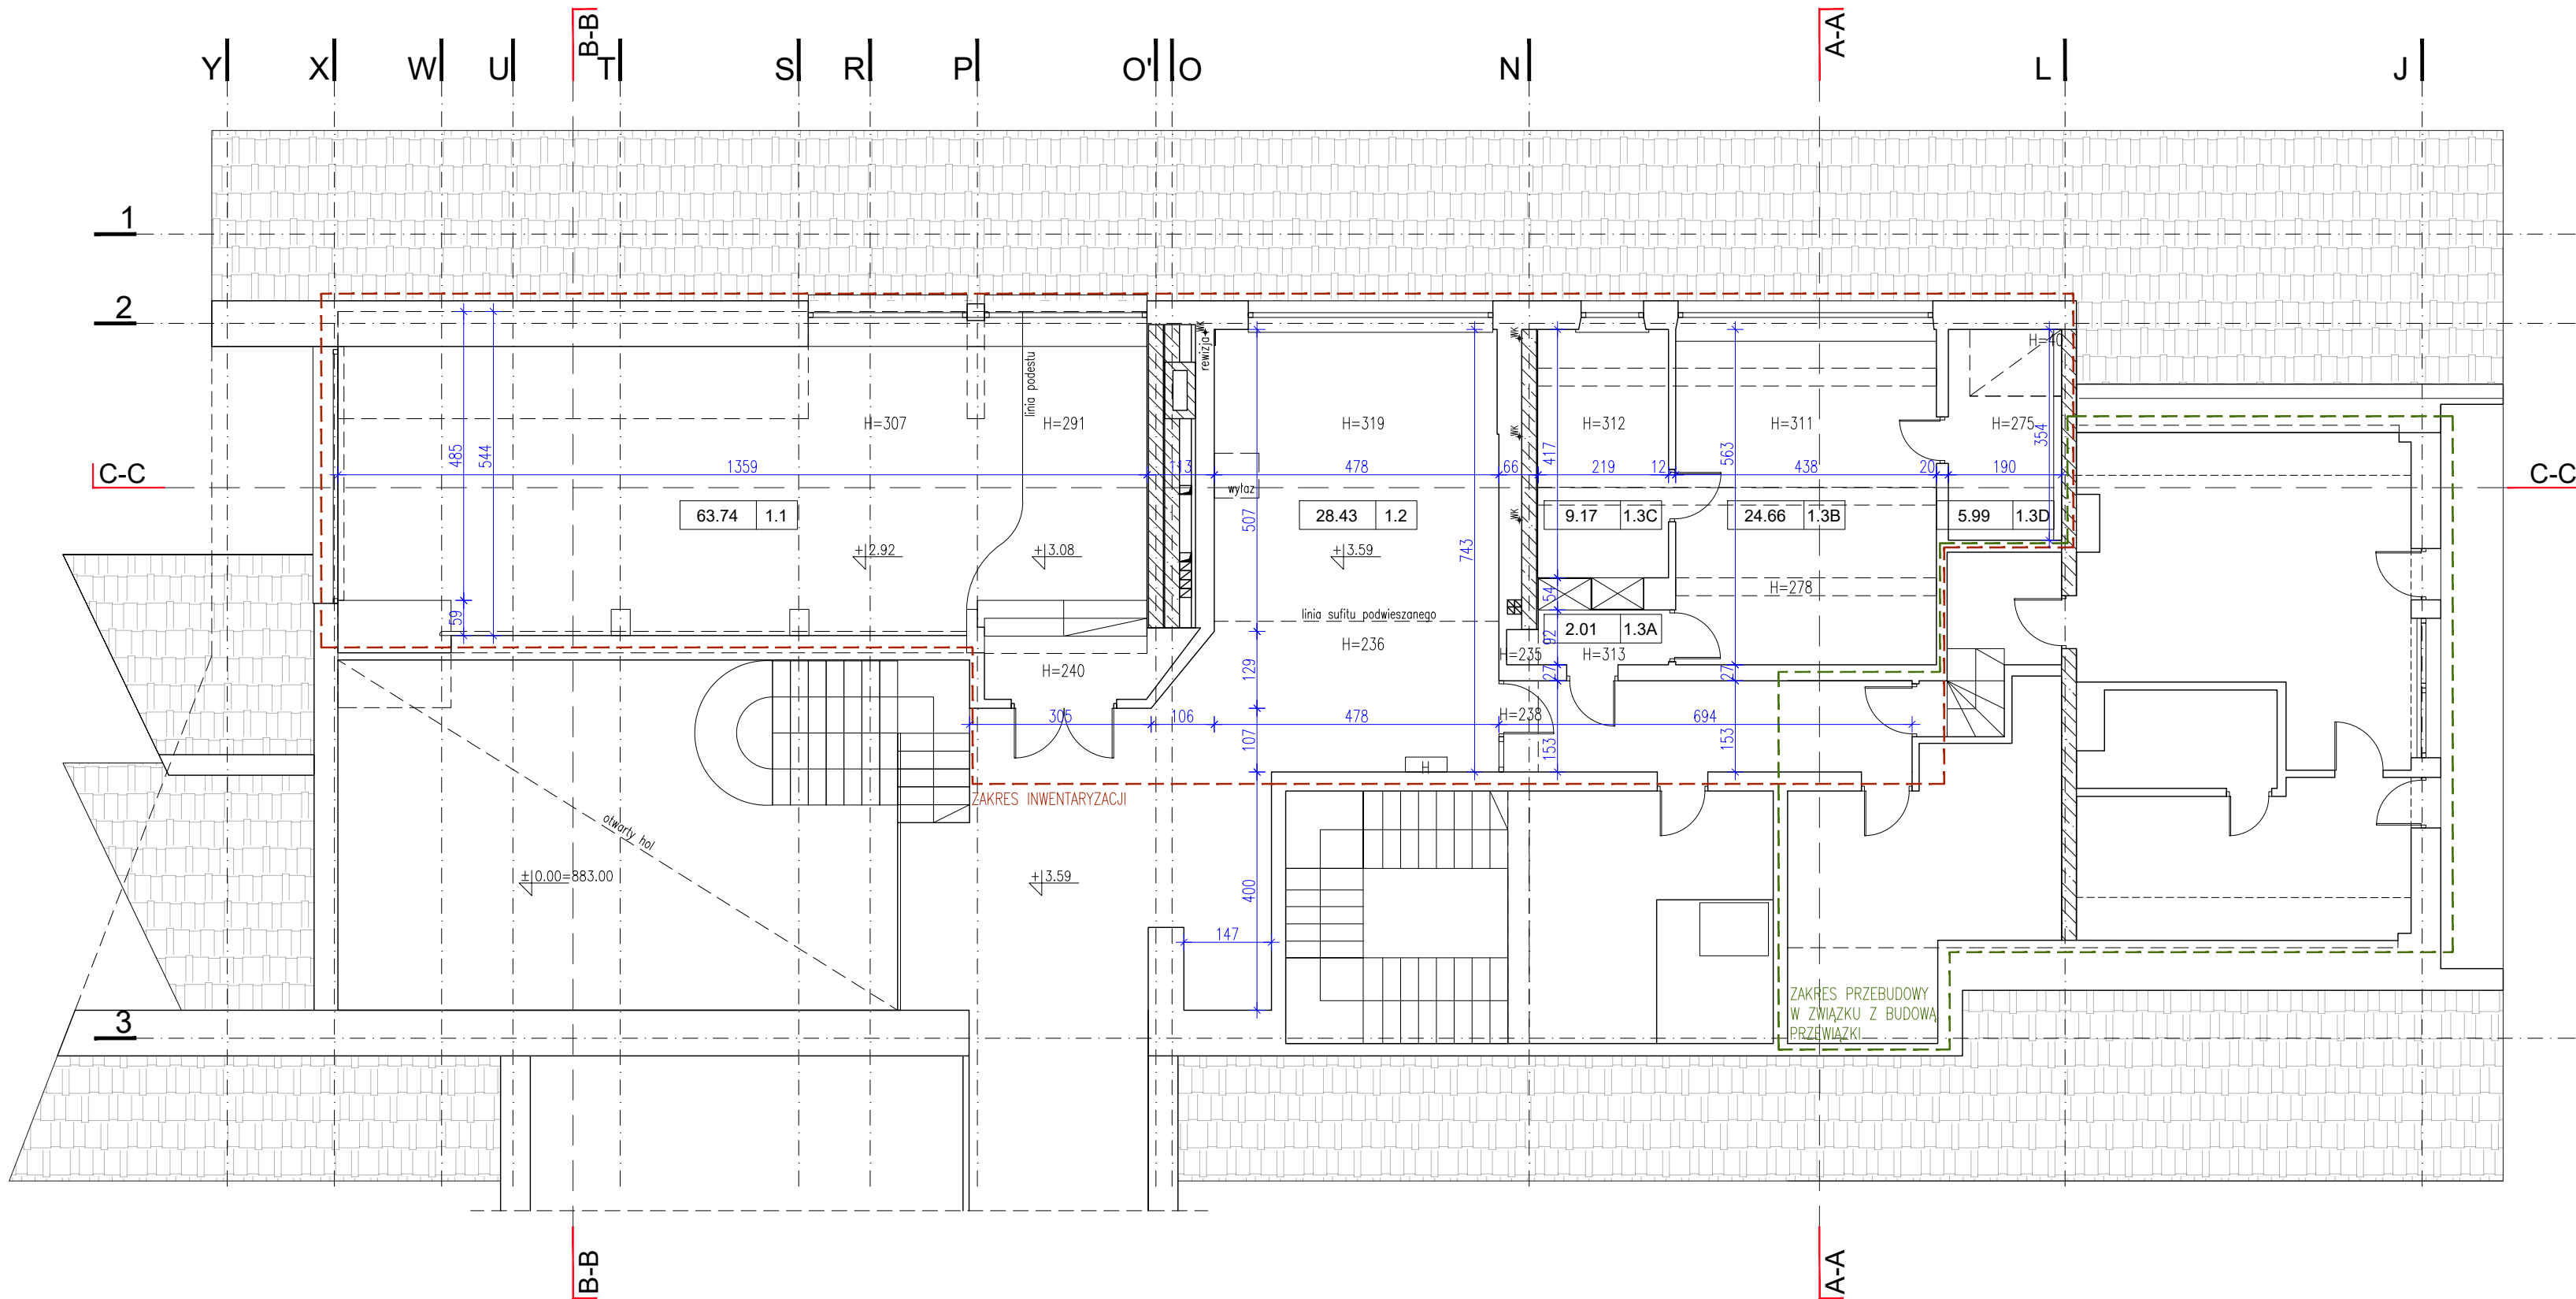 B-B
A-A
Y X W U T S R P O' O N L J
1
2
rewizja
WK
WK
H=40
linia podestu
H=307
H=291
H=319
WK
H=312
H=311
H=275
354
485
544
417
563
C-C
1359
113
478
66
219
12
438
20
190
C-C
wyłaz
63.74 1.1
28.43 1.2
9.17 1.3C
24.66 1.3B
5.99 1.3D
WK
507
743
+2.92
+3.08
+3.59
H=278
54
59
linia sufitu podwieszanego
2.01 1.3A
92
H=236
H=235
H=313
H=240
129
27
27
305
106
478
H=238
694
107
153
153
H
ZAKRES INWENTARYZACJI
otwarty hol
±0.00=883.00
+3.59
400
147
ZAKRES PRZEBUDOWY
W ZWIĄZKU Z BUDOWĄ
PRZEWIĄZKI
3
B-B
A-A